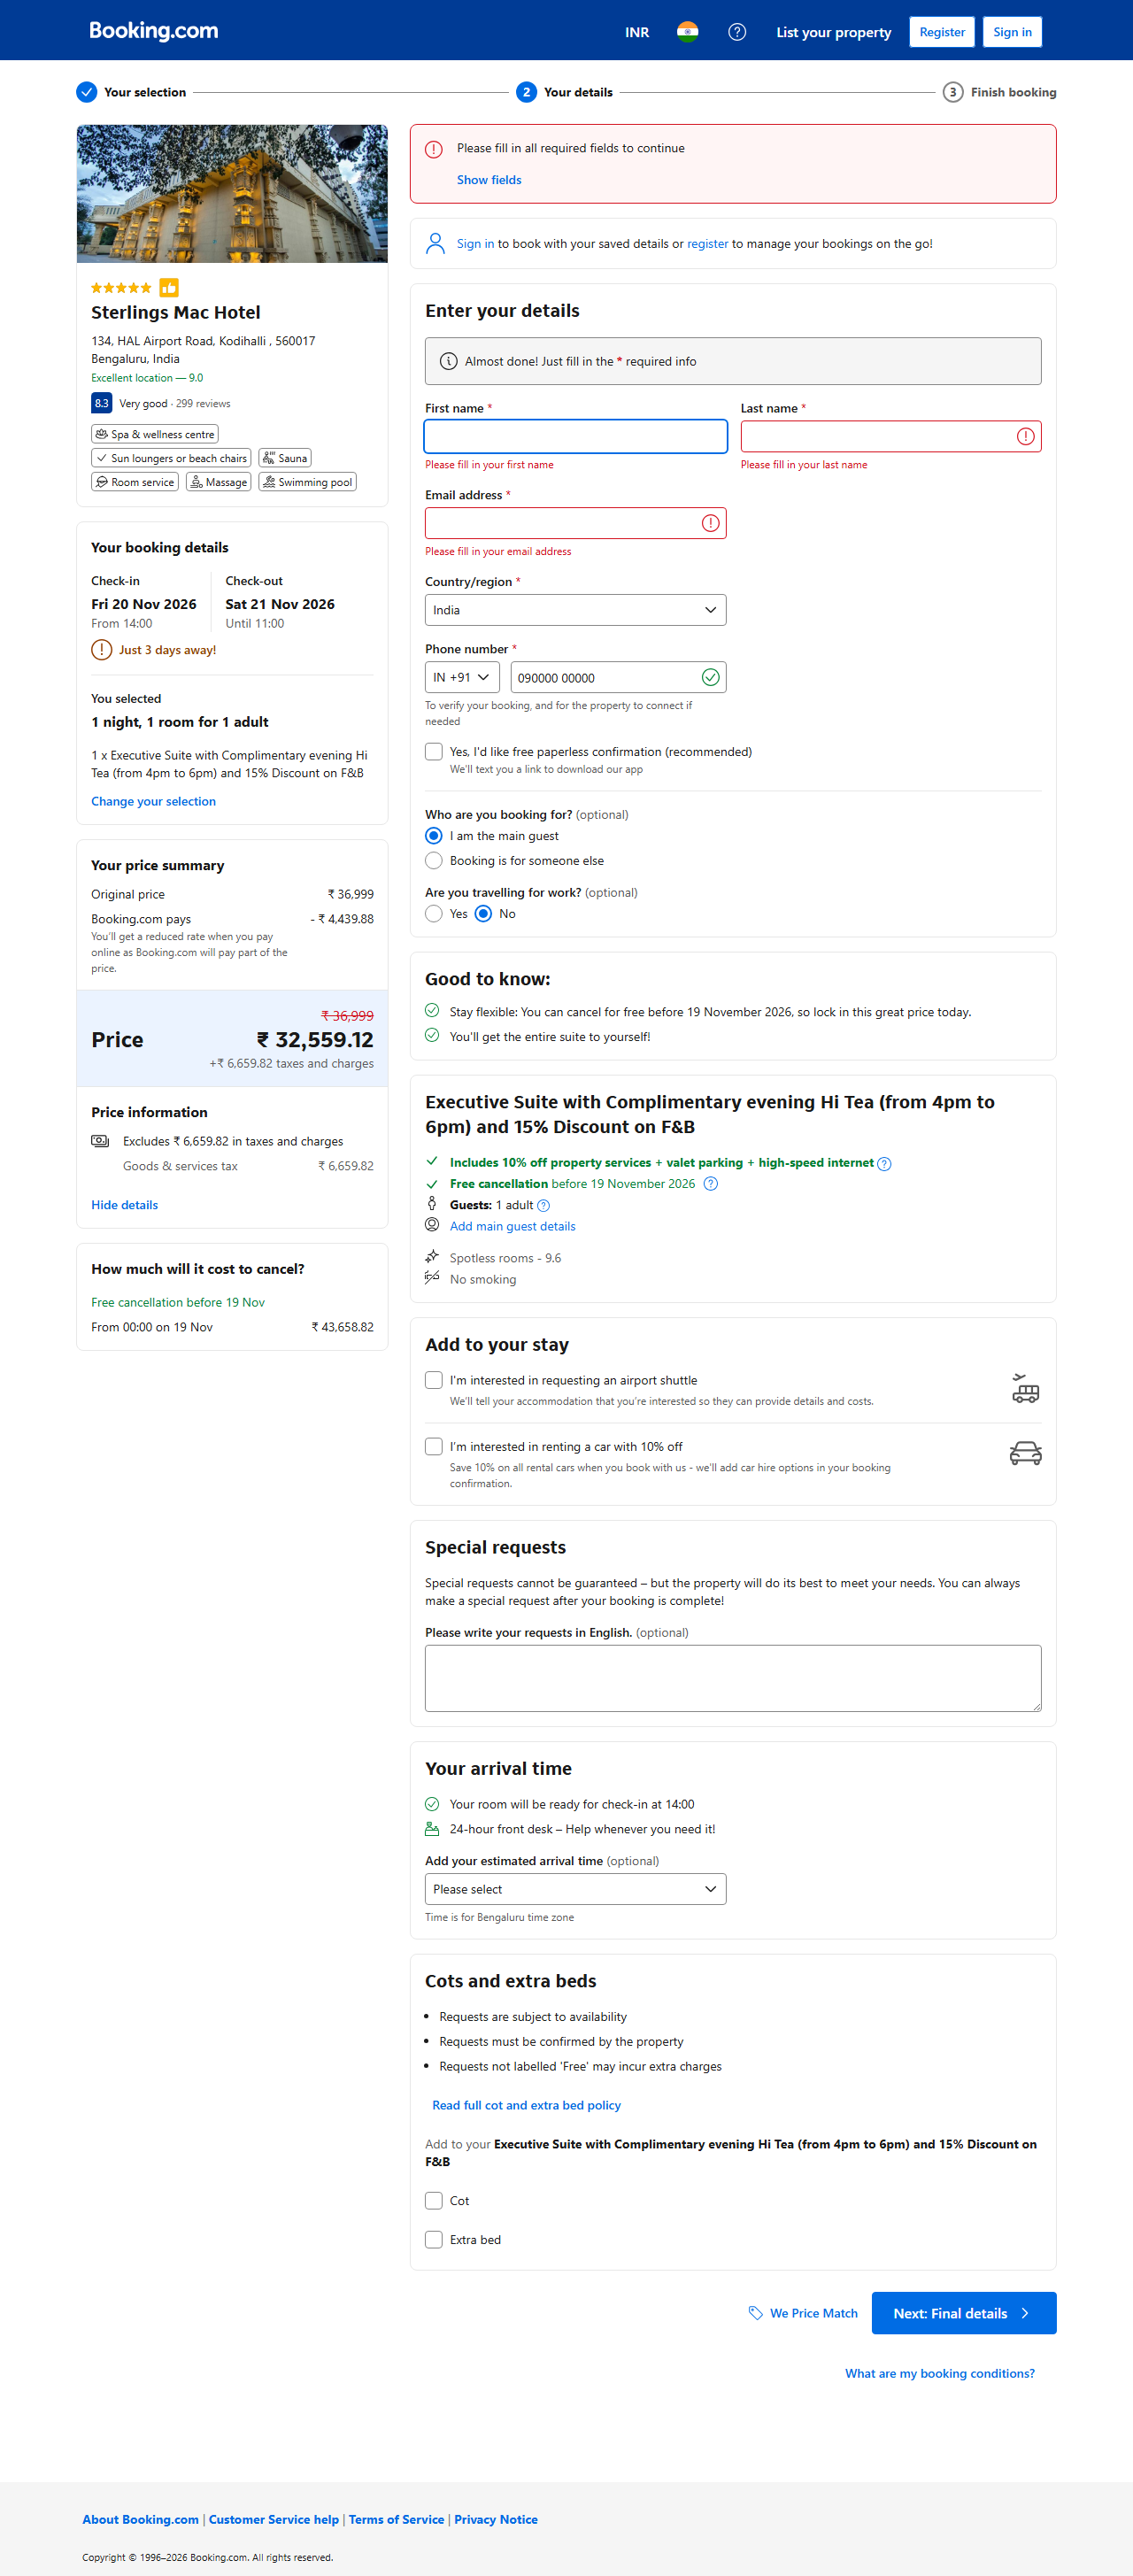 Booking.com
INR
List your property
Register
Sign in
Your selection
2 Your details
3 Finish booking
Sterlings Mac Hotel
134, HAL Airport Road, Kodihalli , 560017
Bengaluru, India
Excellent location — 9.0
8.3 Very good · 299 reviews
Spa & wellness centre
Sun loungers or beach chairs
Sauna
Room service
Massage
Swimming pool
Your booking details
Check-in
Fri 20 Nov 2026
From 14:00
Check-out
Sat 21 Nov 2026
Until 11:00
Just 3 days away!
You selected
1 night, 1 room for 1 adult
1 x Executive Suite with Complimentary evening Hi
Tea (from 4pm to 6pm) and 15% Discount on F&B
Change your selection
Your price summary
Original price ₹ 36,999
Booking.com pays - ₹ 4,439.88
You'll get a reduced rate when you pay
online as Booking.com will pay part of the
price.
₹ 36,999
Price ₹ 32,559.12
+₹ 6,659.82 taxes and charges
Price information
Excludes ₹ 6,659.82 in taxes and charges
Goods & services tax ₹ 6,659.82
Hide details
How much will it cost to cancel?
Free cancellation before 19 Nov
From 00:00 on 19 Nov ₹ 43,658.82
Please fill in all required fields to continue
Show fields
Sign in to book with your saved details or register to manage your bookings on the go!
Enter your details
Almost done! Just fill in the * required info
First name *
Please fill in your first name
Last name *
Please fill in your last name
Email address *
Please fill in your email address
Country/region *
India
Phone number *
IN +91
090000 00000
To verify your booking, and for the property to connect if
needed
Yes, I'd like free paperless confirmation (recommended)
We'll text you a link to download our app
Who are you booking for? (optional)
I am the main guest
Booking is for someone else
Are you travelling for work? (optional)
Yes No
Good to know:
Stay flexible: You can cancel for free before 19 November 2026, so lock in this great price today.
You'll get the entire suite to yourself!
Executive Suite with Complimentary evening Hi Tea (from 4pm to
6pm) and 15% Discount on F&B
Includes 10% off property services + valet parking + high-speed internet
Free cancellation before 19 November 2026
Guests: 1 adult
Add main guest details
Spotless rooms - 9.6
No smoking
Add to your stay
I'm interested in requesting an airport shuttle
We'll tell your accommodation that you're interested so they can provide details and costs.
I'm interested in renting a car with 10% off
Save 10% on all rental cars when you book with us - we'll add car hire options in your booking
confirmation.
Special requests
Special requests cannot be guaranteed – but the property will do its best to meet your needs. You can always
make a special request after your booking is complete!
Please write your requests in English. (optional)
Your arrival time
Your room will be ready for check-in at 14:00
24-hour front desk – Help whenever you need it!
Add your estimated arrival time (optional)
Please select
Time is for Bengaluru time zone
Cots and extra beds
• Requests are subject to availability
• Requests must be confirmed by the property
• Requests not labelled 'Free' may incur extra charges
Read full cot and extra bed policy
Add to your Executive Suite with Complimentary evening Hi Tea (from 4pm to 6pm) and 15% Discount on
F&B
Cot
Extra bed
We Price Match
Next: Final details
What are my booking conditions?
About Booking.com | Customer Service help | Terms of Service | Privacy Notice
Copyright © 1996–2026 Booking.com. All rights reserved.